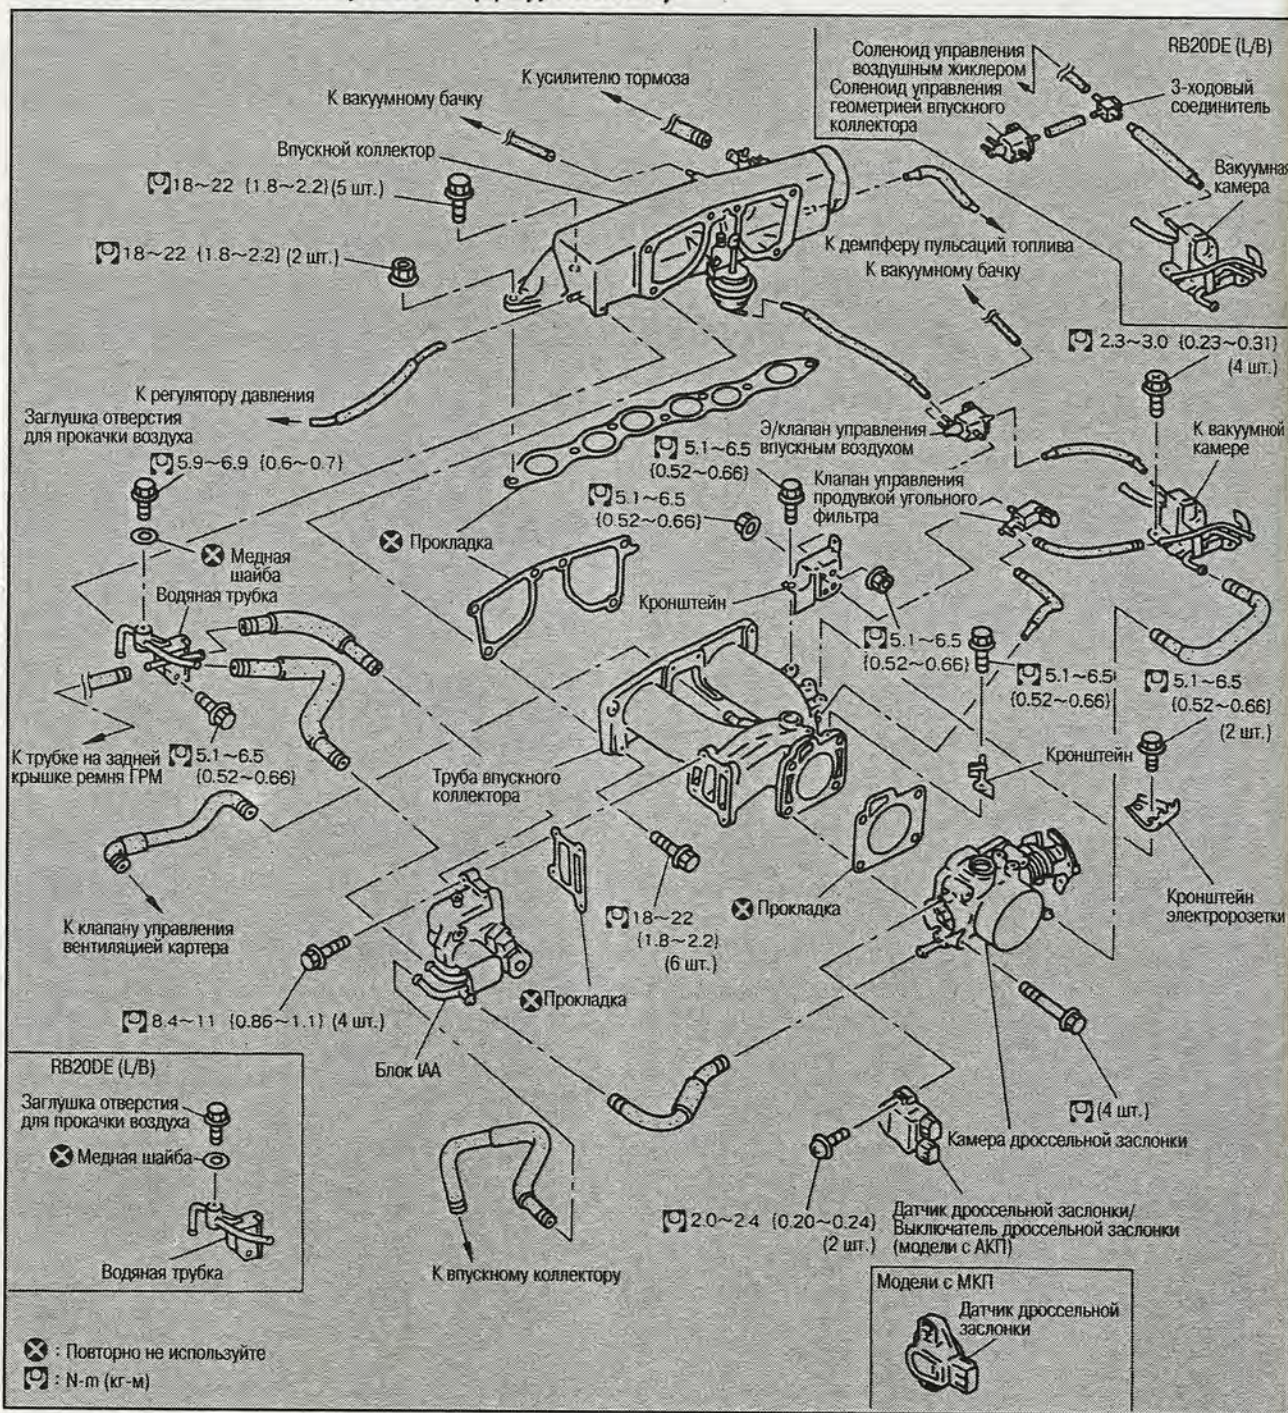 RB20DE (L/B)
Соленоид управления
воздушным жиклером
Соленоид управления
геометрией впускного
коллектора
3-ходовый
соединитель
Вакуумная
камера
К усилителю тормоза
К вакуумному бачку
Впускной коллектор
18~22 {1.8~2.2}(5 шт.)
18~22 {1.8~2.2} (2 шт.)
К демпферу пульсаций топлива
К вакуумному бачку
2.3~3.0 {0.23~0.31}
(4 шт.)
К регулятору давления
Заглушка отверстия
для прокачки воздуха
5.9~6.9 {0.6~0.7}
Э/клапан управления
впускным воздухом
5.1~6.5
{0.52~0.66}
К вакуумной
камере
5.1~6.5
{0.52~0.66}
Клапан управления
продувкой угольного
фильтра
Прокладка
Медная
шайба
Водяная трубка
Кронштейн
5.1~6.5
{0.52~0.66}
5.1~6.5
{0.52~0.66}
5.1~6.5
{0.52~0.66}
(2 шт.)
К трубке на задней
крышке ремня ГРМ
5.1~6.5
{0.52~0.66}
Труба впускного
коллектора
Кронштейн
К клапану управления
вентиляцией картера
18~22
{1.8~2.2}
(6 шт.)
Прокладка
Кронштейн
электророзетки
Прокладка
8.4~11 {0.86~1.1} (4 шт.)
Блок IAA
RB20DE (L/B)
Заглушка отверстия
для прокачки воздуха
Медная шайба
Водяная трубка
(4 шт.)
Камера дроссельной заслонки
2.0~2.4 {0.20~0.24}
(2 шт.)
Датчик дроссельной заслонки/
Выключатель дроссельной заслонки
(модели с АКП)
К впускному коллектору
Модели с МКП
Датчик дроссельной
заслонки
: Повторно не используйте
: N-m (кг-м)